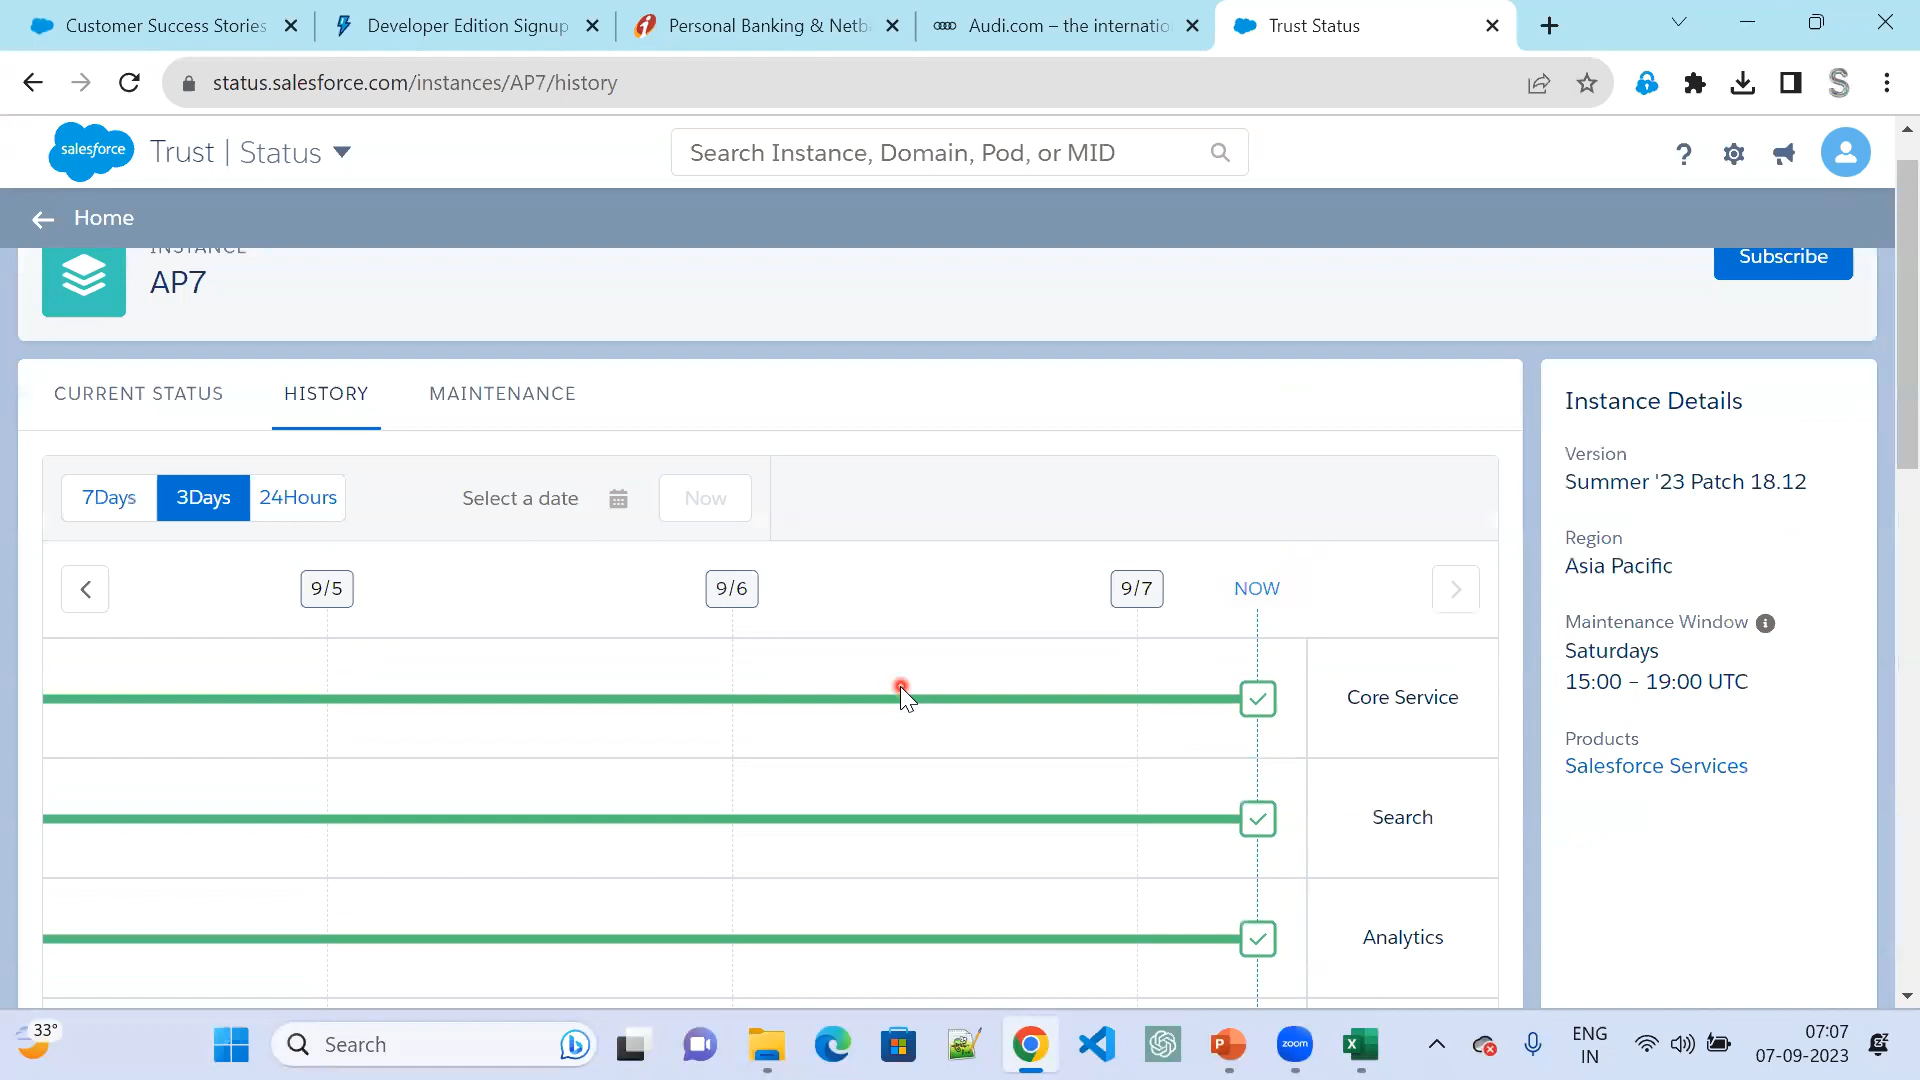 Customer Success Stories
Developer Edition Signup
Personal Banking & Netb
Audi.com – the internatio
Trust Status
status.salesforce.com/instances/AP7/history
salesforce
Trust | Status
Search Instance, Domain, Pod, or MID
Home
INSTANCE
AP7
Subscribe
CURRENT STATUS
HISTORY
MAINTENANCE
7Days
3Days
24Hours
Select a date
Now
9/5
9/6
9/7
NOW
Core Service
Search
Analytics
Instance Details
Version
Summer '23 Patch 18.12
Region
Asia Pacific
Maintenance Window
Saturdays
15:00 – 19:00 UTC
Products
Salesforce Services
33°
Search
zoom
ENG
IN
07:07
07-09-2023